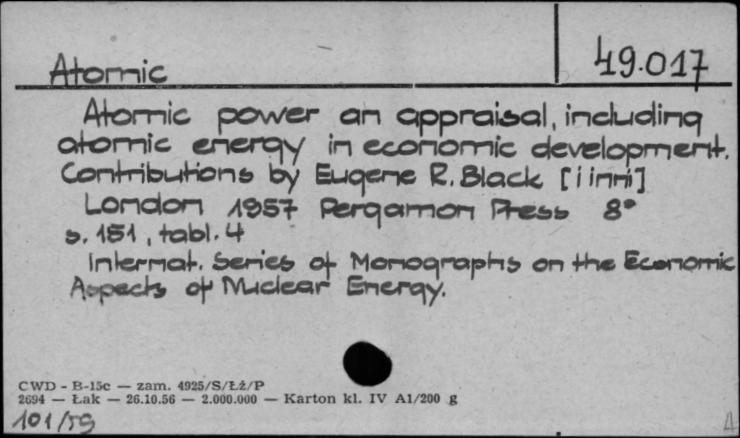 Atomic
49.017
Atomic power an appraisal, including
atomic energy in economic development.
Contributions by Eugene R. Black [i inni]
London 1957 Pergamon Press 8°
s. 151, tabl. 4
Internat. Series of Monographs on the Economic
Aspects of Nuclear Energy.
CWD - B-15c — zam. 4925/S/Łź/P
2694 — Łak — 26.10.56 — 2.000.000 — Karton kl. IV A1/200 g
101/59